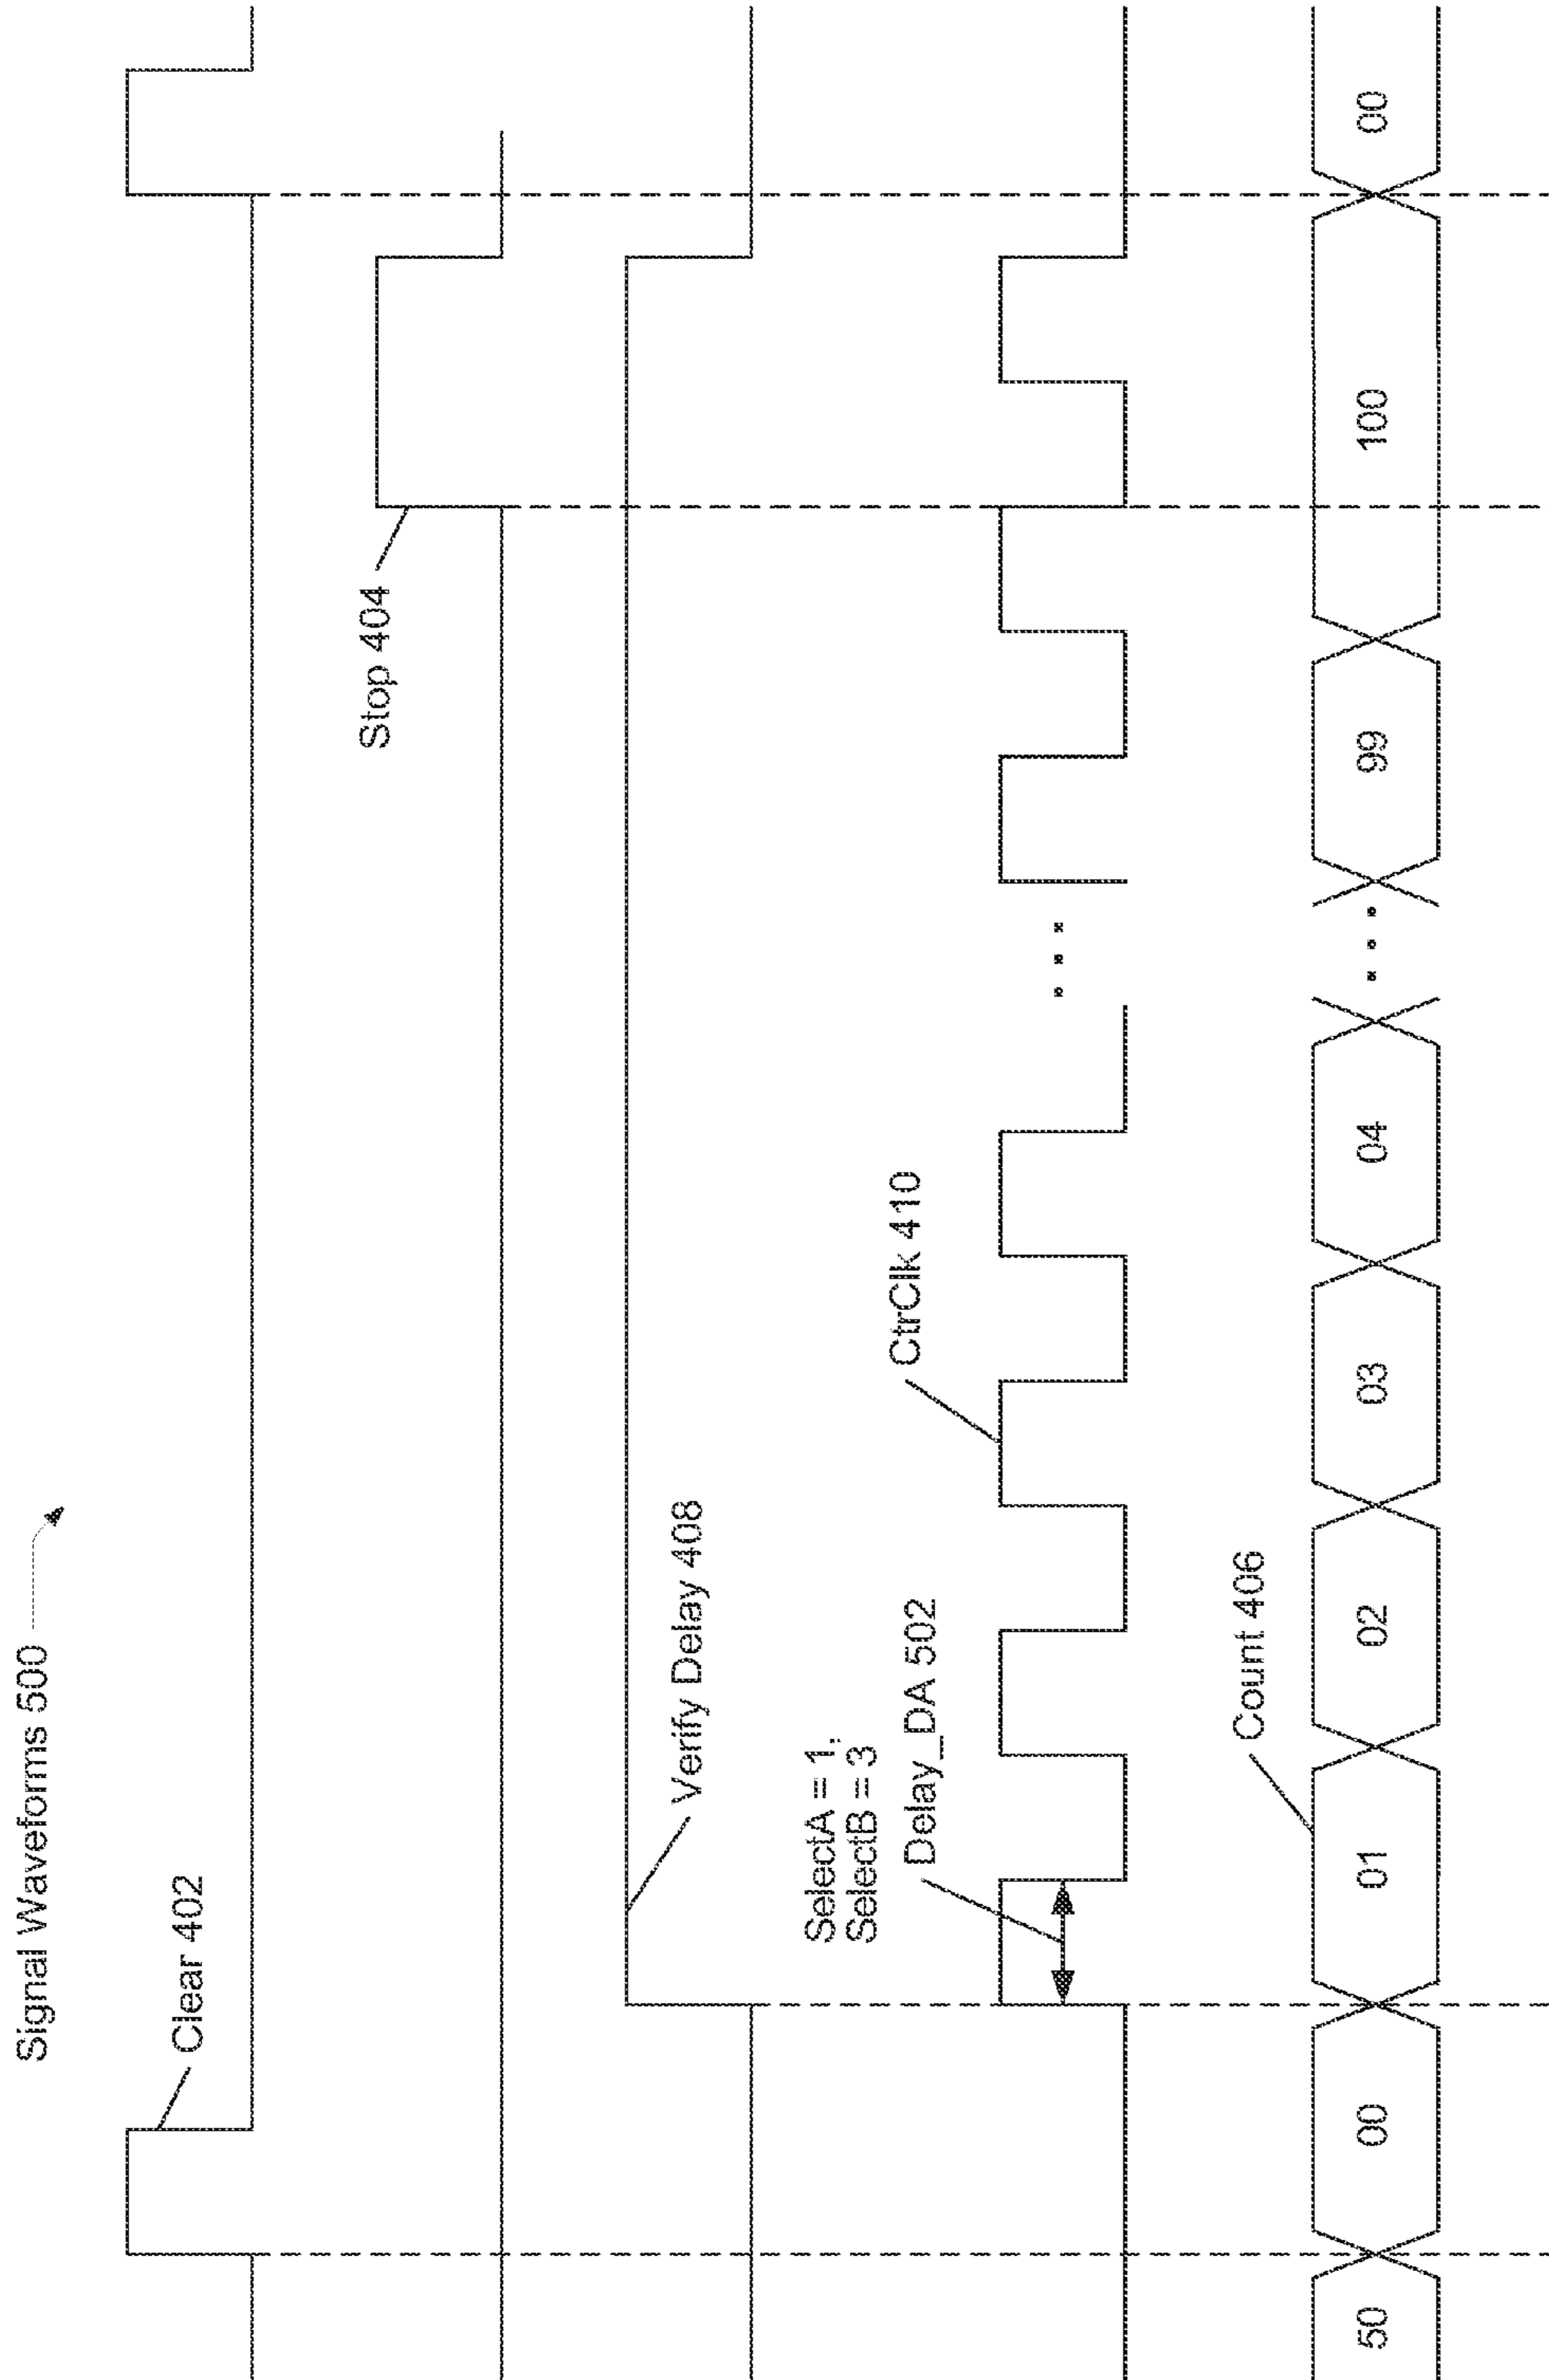 Signal Waveforms 500
Clear 402
Stop 404
Verify Delay 408
SelectA = 1,
SelectB = 3
Delay_DA 502
CtrClk 410
Count 406
50
00
01
02
03
04
99
100
00